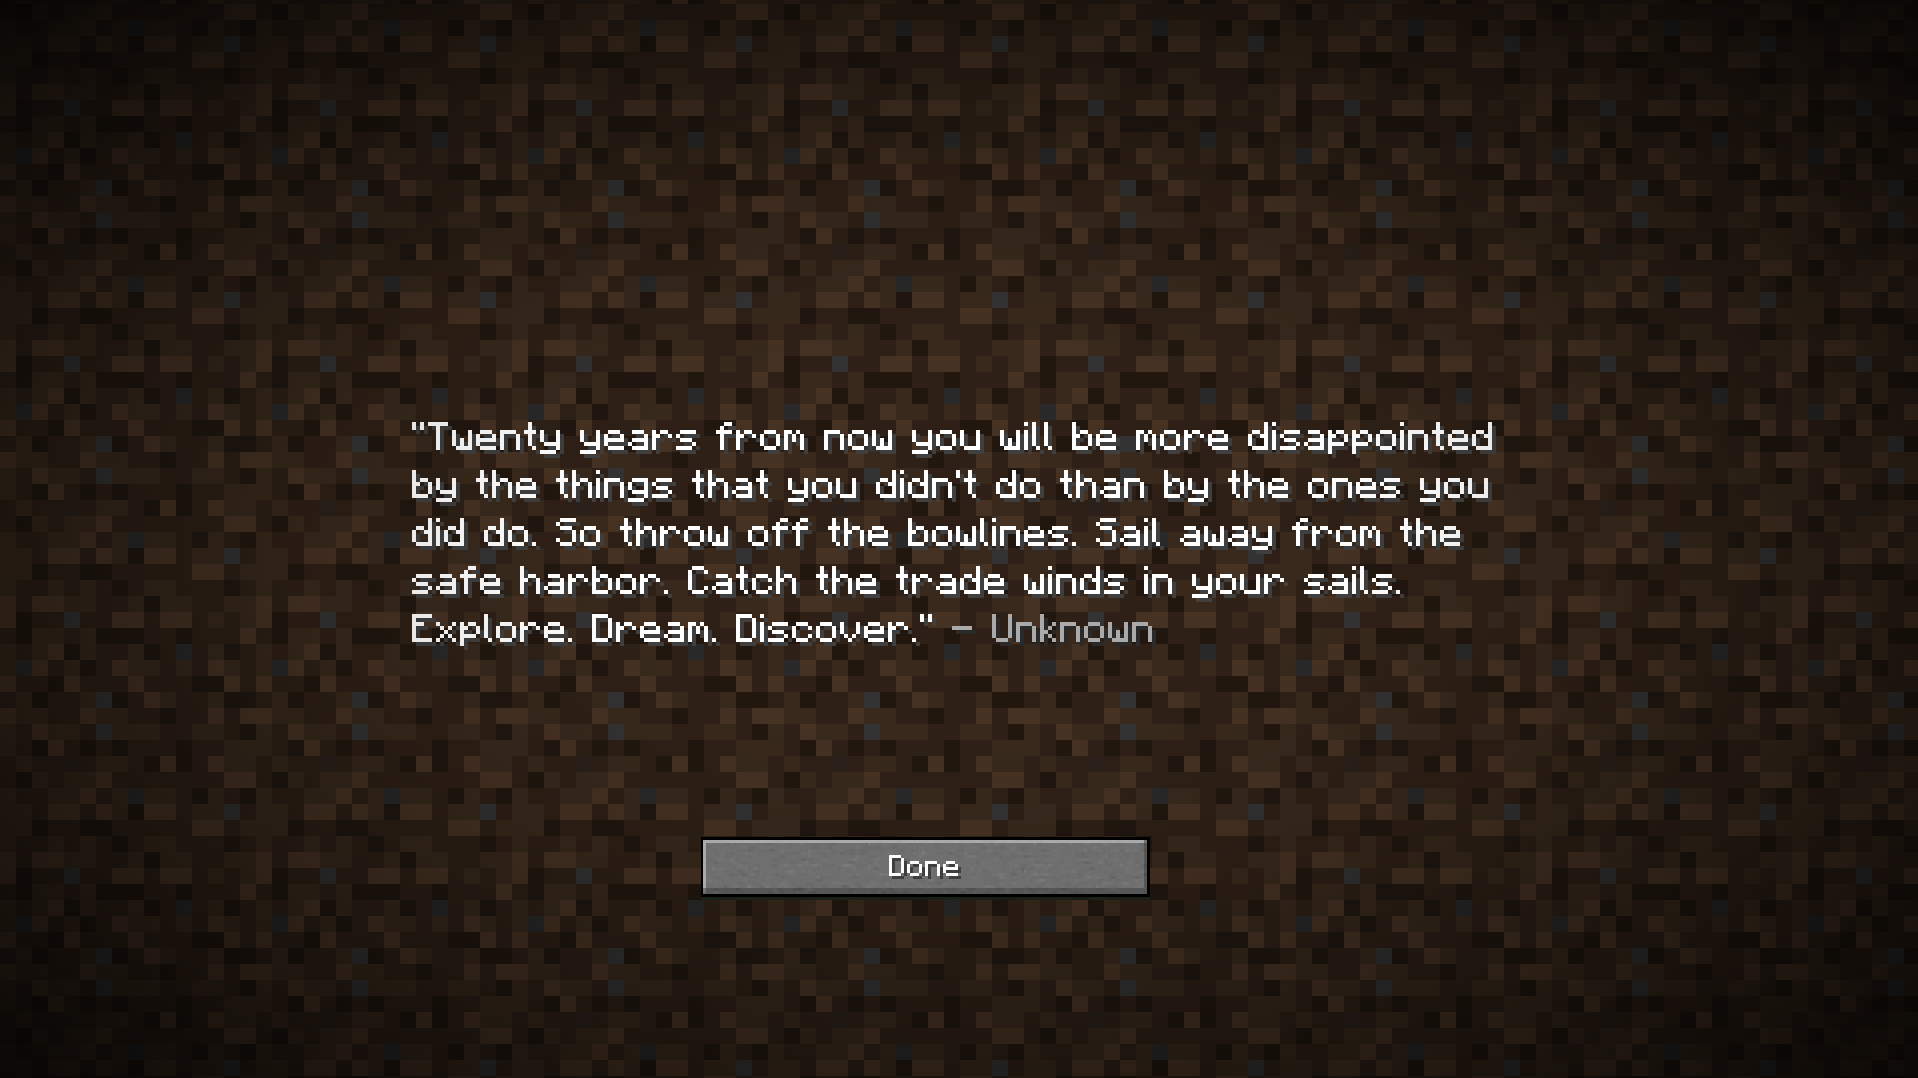 "Twenty years from now you will be more disappointed
by the things that you didn't do than by the ones you
did do. So throw off the bowlines. Sail away from the
safe harbor. Catch the trade winds in your sails.
Explore. Dream. Discover." — Unknown
Done